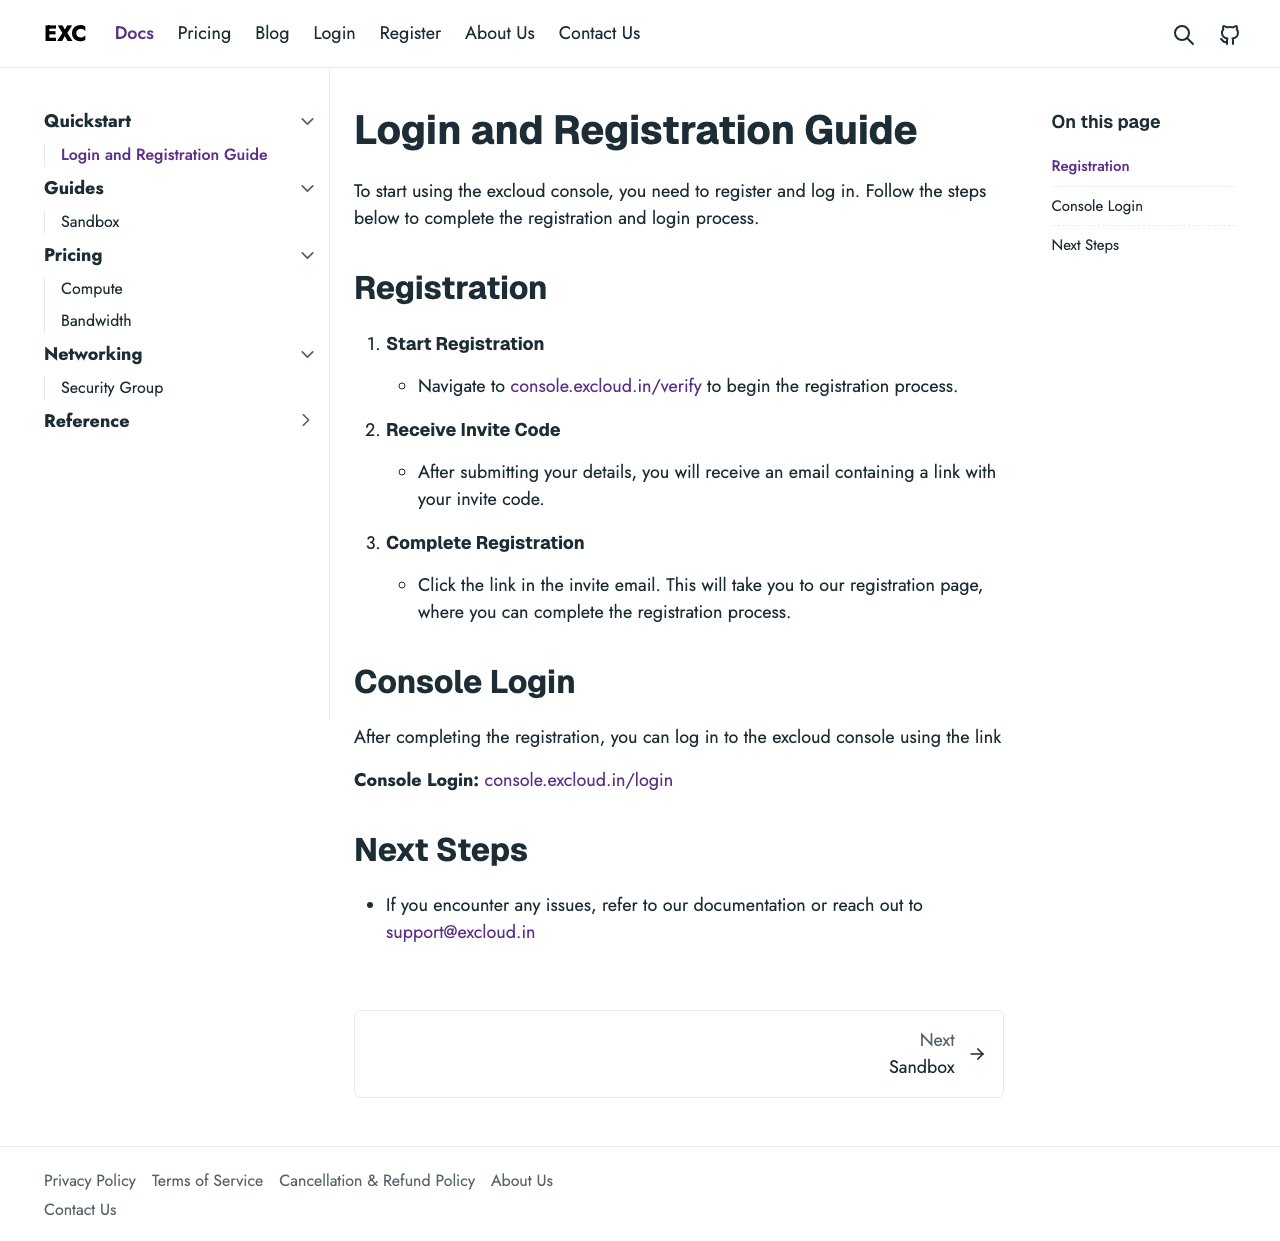 EXC Docs Pricing Blog Login Register About Us Contact Us
Quickstart
Login and Registration Guide
Guides
Sandbox
Pricing
Compute
Bandwidth
Networking
Security Group
Reference
Login and Registration Guide
To start using the excloud console, you need to register and log in. Follow the steps
below to complete the registration and login process.
Registration
1. Start Registration
Navigate to console.excloud.in/verify to begin the registration process.
2. Receive Invite Code
After submitting your details, you will receive an email containing a link with
your invite code.
3. Complete Registration
Click the link in the invite email. This will take you to our registration page,
where you can complete the registration process.
Console Login
After completing the registration, you can log in to the excloud console using the link
Console Login: console.excloud.in/login
Next Steps
If you encounter any issues, refer to our documentation or reach out to
support@excloud.in
Next
Sandbox
On this page
Registration
Console Login
Next Steps
Privacy Policy Terms of Service Cancellation & Refund Policy About Us
Contact Us